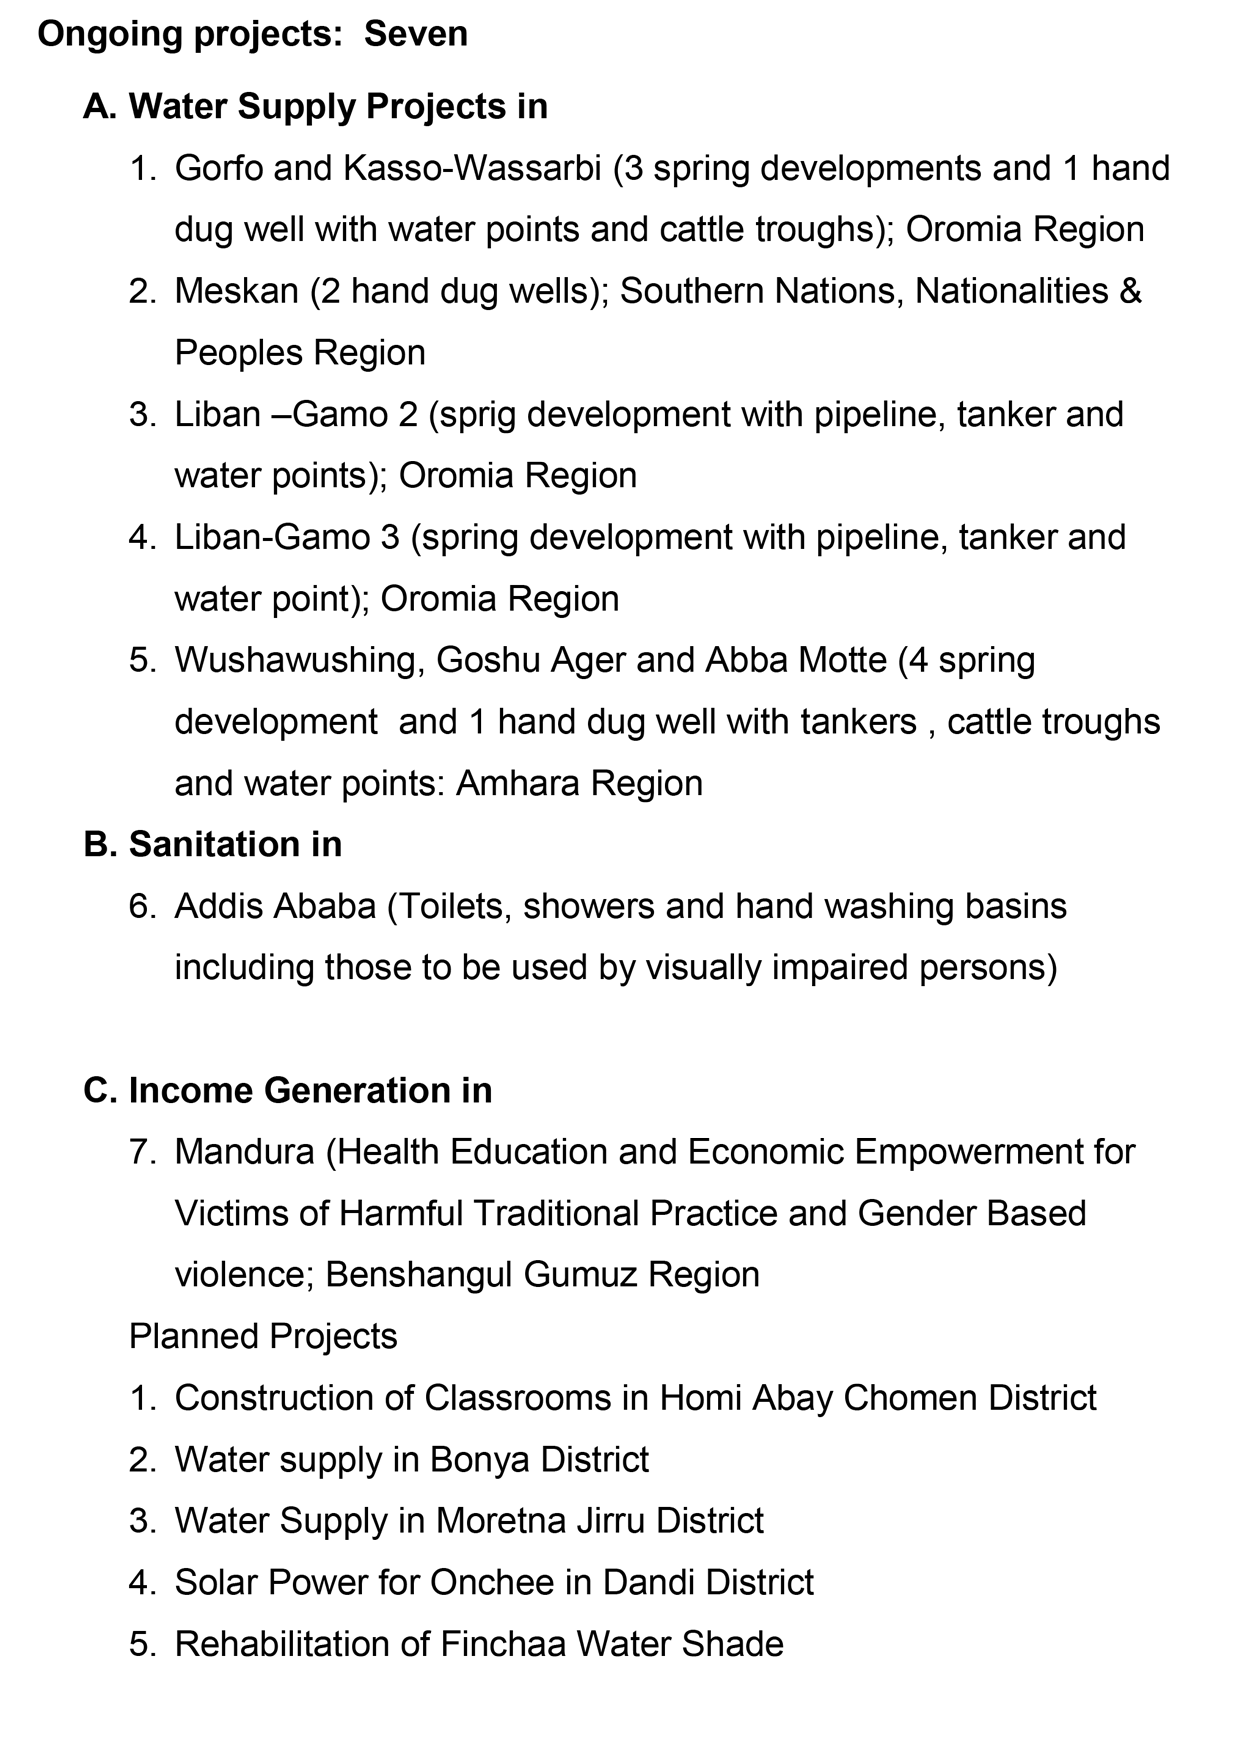 Ongoing projects:  Seven
A. Water Supply Projects in
1. Gorfo and Kasso-Wassarbi (3 spring developments and 1 hand
dug well with water points and cattle troughs); Oromia Region
2. Meskan (2 hand dug wells); Southern Nations, Nationalities &
Peoples Region
3. Liban –Gamo 2 (sprig development with pipeline, tanker and
water points); Oromia Region
4. Liban-Gamo 3 (spring development with pipeline, tanker and
water point); Oromia Region
5. Wushawushing, Goshu Ager and Abba Motte (4 spring
development  and 1 hand dug well with tankers , cattle troughs
and water points: Amhara Region
B. Sanitation in
6. Addis Ababa (Toilets, showers and hand washing basins
including those to be used by visually impaired persons)
C. Income Generation in
7. Mandura (Health Education and Economic Empowerment for
Victims of Harmful Traditional Practice and Gender Based
violence; Benshangul Gumuz Region
Planned Projects
1. Construction of Classrooms in Homi Abay Chomen District
2. Water supply in Bonya District
3. Water Supply in Moretna Jirru District
4. Solar Power for Onchee in Dandi District
5. Rehabilitation of Finchaa Water Shade